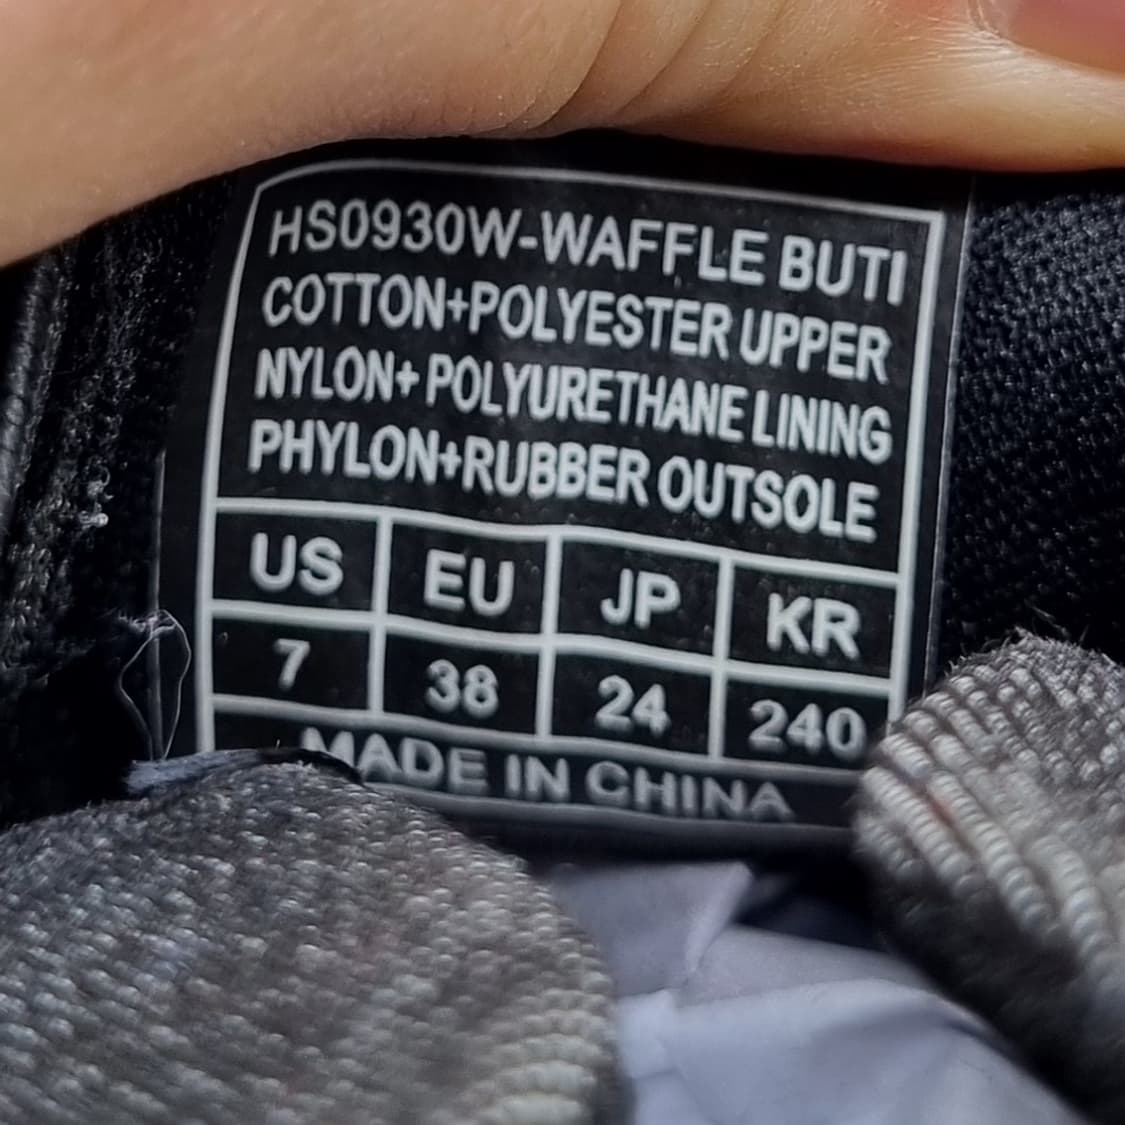 HS0930W-WAFFLE BUTI
COTTON+POLYESTER UPPER
NYLON+ POLYURETHANE LINING
PHYLON+RUBBER OUTSOLE
US EU JP KR
7 38 24 240
MADE IN CHINA